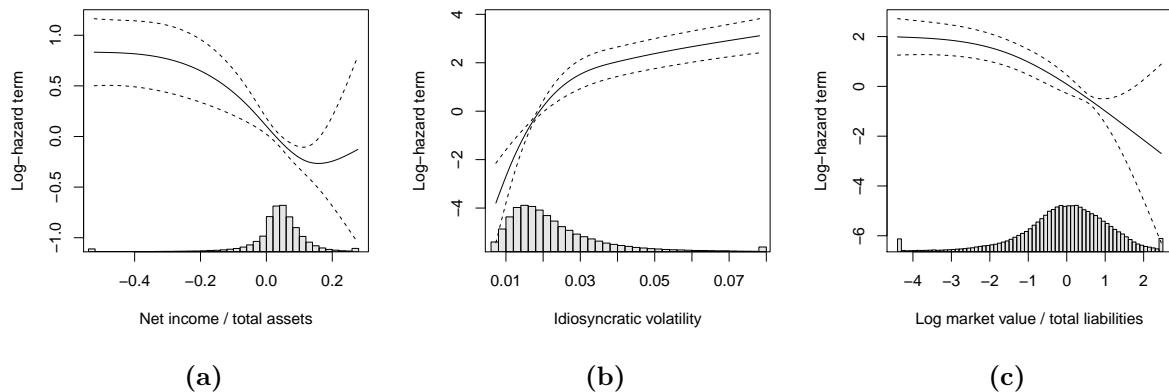 Log−hazard term
1.0
0.5
0.0
−0.5
−1.0
−0.4 −0.2 0.0 0.2
Net income / total assets
(a)
Log−hazard term
4
2
0
−2
−4
0.01 0.03 0.05 0.07
Idiosyncratic volatility
(b)
Log−hazard term
2
0
−2
−4
−6
−4 −3 −2 −1 0 1 2
Log market value / total liabilities
(c)